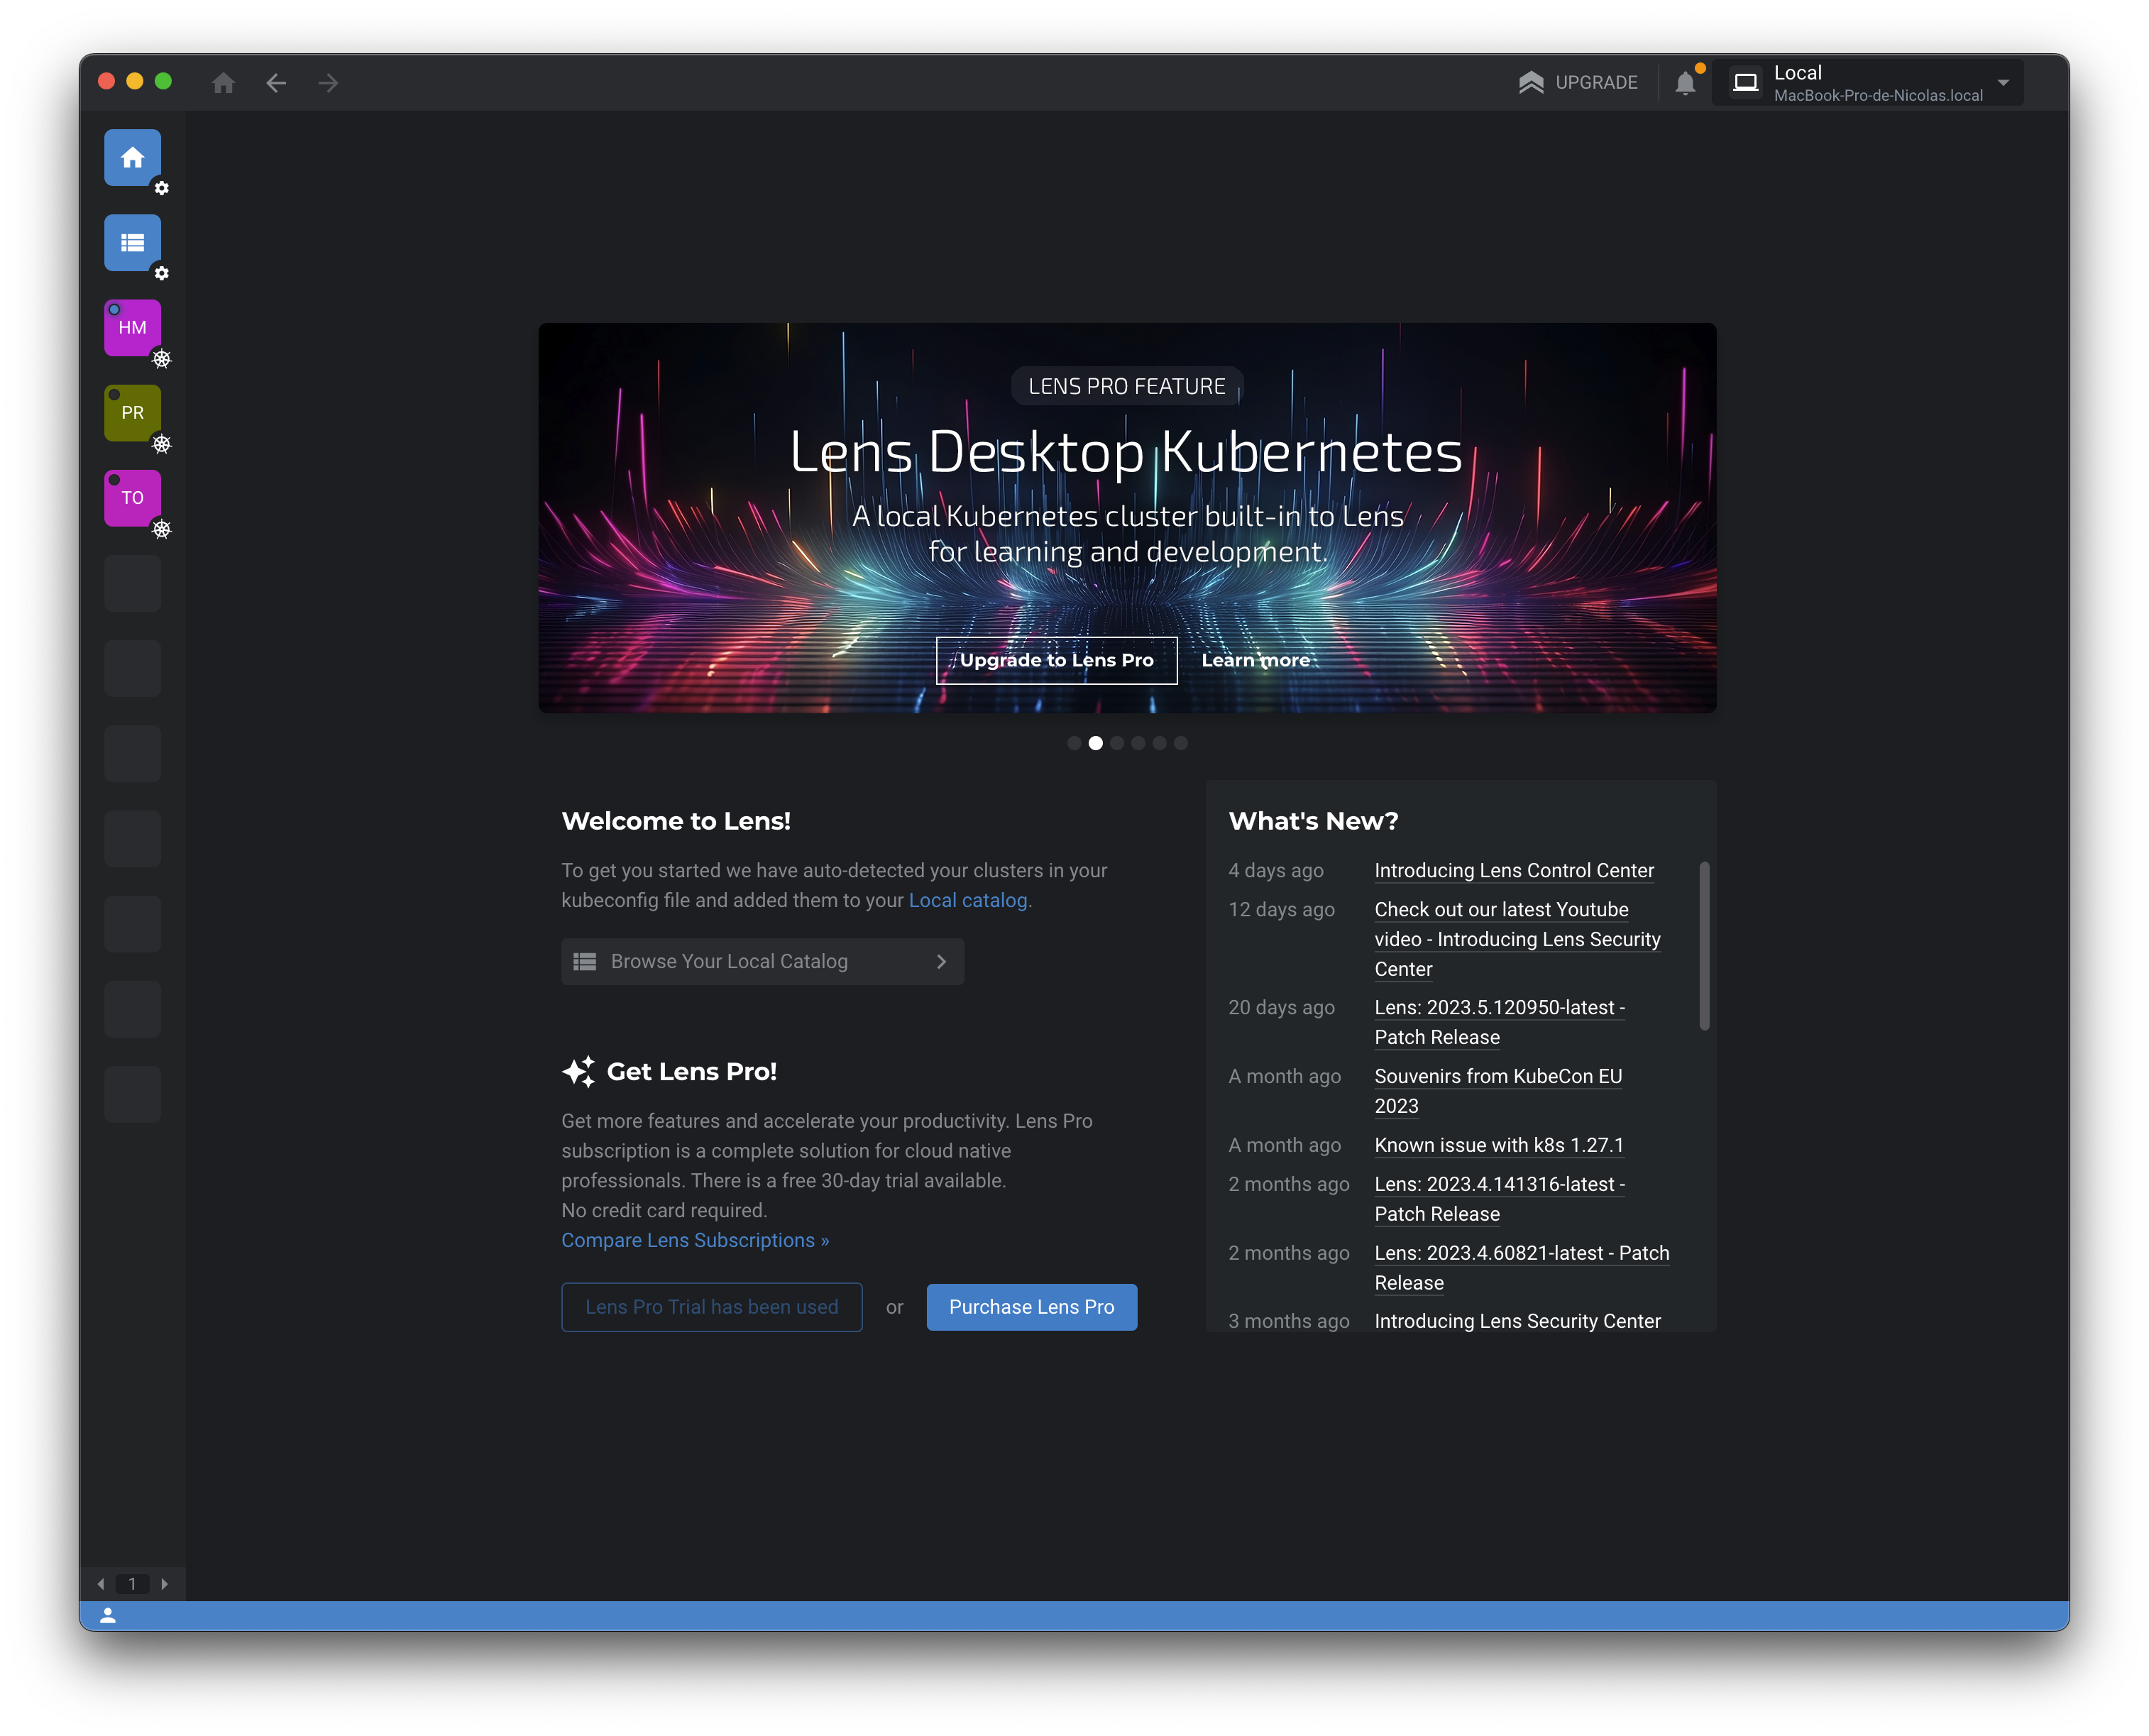 UPGRADE
Local
MacBook-Pro-de-Nicolas.local
HM
PR
TO
LENS PRO FEATURE
Lens Desktop Kubernetes
A local Kubernetes cluster built-in to Lens
for learning and development.
Upgrade to Lens Pro
Learn more
Welcome to Lens!
To get you started we have auto-detected your clusters in your
kubeconfig file and added them to your Local catalog.
Browse Your Local Catalog
Get Lens Pro!
Get more features and accelerate your productivity. Lens Pro
subscription is a complete solution for cloud native
professionals. There is a free 30-day trial available.
No credit card required.
Compare Lens Subscriptions »
Lens Pro Trial has been used
or
Purchase Lens Pro
What's New?
4 days ago Introducing Lens Control Center
12 days ago Check out our latest Youtube
video - Introducing Lens Security
Center
20 days ago Lens: 2023.5.120950-latest -
Patch Release
A month ago Souvenirs from KubeCon EU
2023
A month ago Known issue with k8s 1.27.1
2 months ago Lens: 2023.4.141316-latest -
Patch Release
2 months ago Lens: 2023.4.60821-latest - Patch
Release
3 months ago Introducing Lens Security Center
1